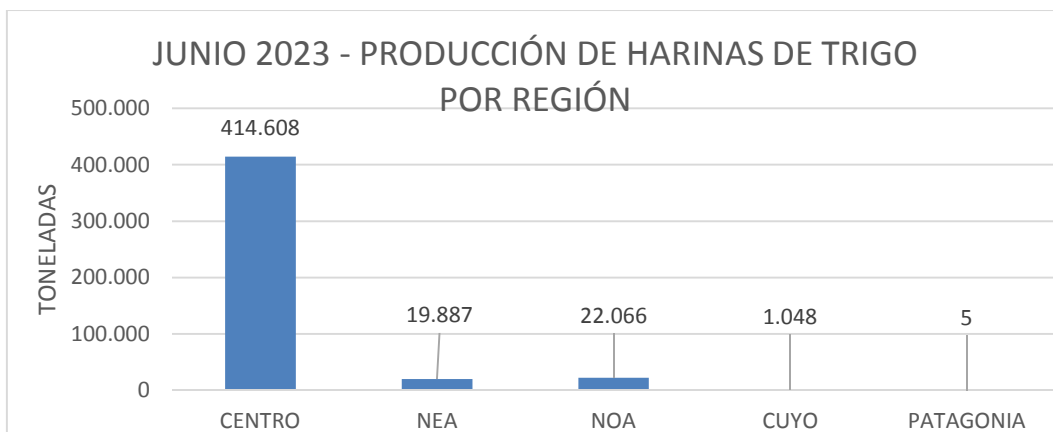 JUNIO 2023 - PRODUCCIÓN DE HARINAS DE TRIGO
POR REGIÓN
TONELADAS
500.000
400.000
300.000
200.000
100.000
0
414.608
19.887
22.066
1.048
5
CENTRO
NEA
NOA
CUYO
PATAGONIA